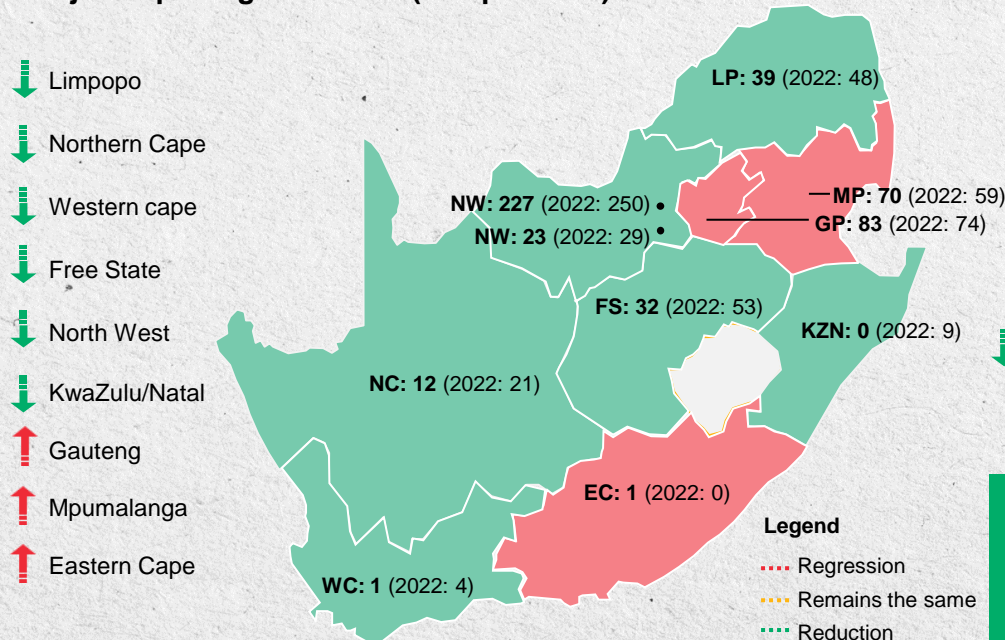 Limpopo
Northern Cape
Western cape
Free State
North West
KwaZulu/Natal
Gauteng
Mpumalanga
Eastern Cape
LP: 39 (2022: 48)
MP: 70 (2022: 59)
NW: 227 (2022: 250)
GP: 83 (2022: 74)
NW: 23 (2022: 29)
FS: 32 (2022: 53)
KZN: 0 (2022: 9)
NC: 12 (2022: 21)
EC: 1 (2022: 0)
WC: 1 (2022: 4)
Legend
Regression
Remains the same
Reduction